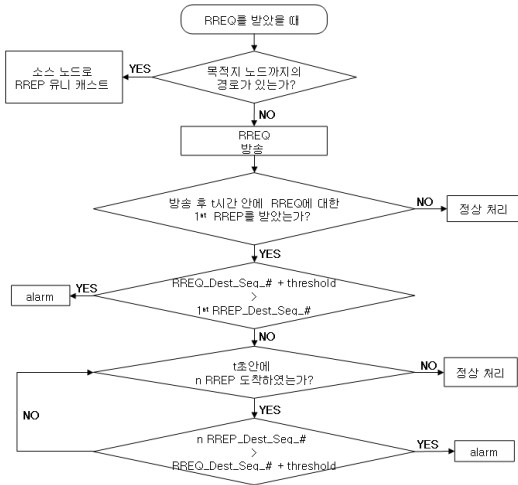 RREQ를 받았을 때
소스 노드로
RREP 유니 캐스트
YES
목적지 노드까지의
경로가 있는가?
NO
RREQ
방송
방송 후 t시간 안에 RREQ에 대한
1st RREP를 받았는가?
NO
정상 처리
YES
RREQ_Dest_Seq_# + threshold
>
1st RREP_Dest_Seq_#
YES
alarm
NO
t초안에
n RREP 도착하였는가?
NO
정상 처리
YES
NO
n RREP_Dest_Seq_#
>
RREQ_Dest_Seq_# + threshold
YES
alarm